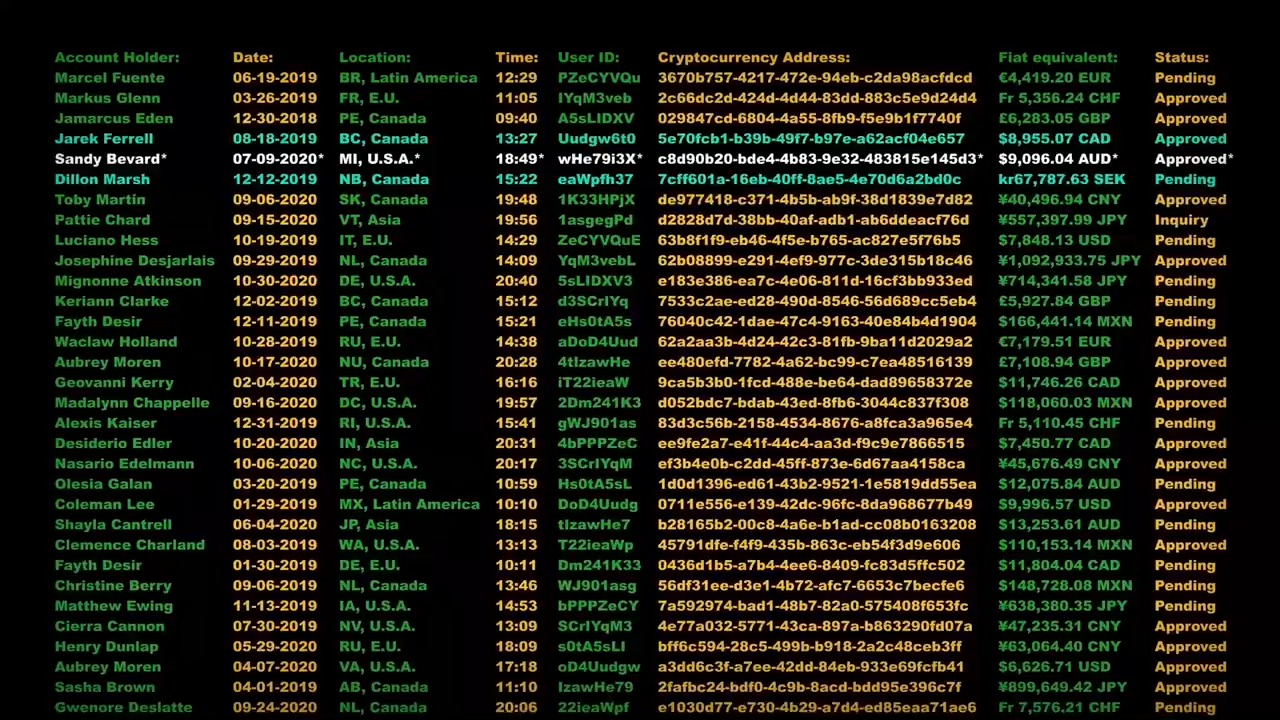 Account Holder: Date: Location: Time: User ID: Cryptocurrency Address: Fiat equivalent: Status:
Marcel Fuente 06-19-2019 BR, Latin America 12:29 PZeCYVQu 3670b757-4217-472e-94eb-c2da98acfdcd €4,419.20 EUR Pending
Markus Glenn 03-26-2019 FR, E.U. 11:05 IYqM3veb 2c66dc2d-424d-4d44-83dd-883c5e9d24d4 Fr 5,356.24 CHF Approved
Jamarcus Eden 12-30-2018 PE, Canada 09:40 A5sLIDXV 029847cd-6804-4a55-8fb9-f5e9b1f7740f £6,283.05 GBP Approved
Jarek Ferrell 08-18-2019 BC, Canada 13:27 Uudgw6t0 5e70fcb1-b39b-49f7-b97e-a62acf04e657 $8,955.07 CAD Approved
Sandy Bevard* 07-09-2020* MI, U.S.A.* 18:49* wHe79i3X* c8d90b20-bde4-4b83-9e32-483815e145d3* $9,096.04 AUD* Approved*
Dillon Marsh 12-12-2019 NB, Canada 15:22 eaWpfh37 7cff601a-16eb-40ff-8ae5-4e70d6a2bd0c kr67,787.63 SEK Pending
Toby Martin 09-06-2020 SK, Canada 19:48 1K33HPjX de977418-c371-4b5b-ab9f-38d1839e7d82 ¥40,496.94 CNY Approved
Pattie Chard 09-15-2020 VT, Asia 19:56 1asgegPd d2828d7d-38bb-40af-adb1-ab6ddeacf76d ¥557,397.99 JPY Inquiry
Luciano Hess 10-19-2019 IT, E.U. 14:29 ZeCYVQuE 63b8f1f9-eb46-4f5e-b765-ac827e5f76b5 $7,848.13 USD Pending
Josephine Desjarlais 09-29-2019 NL, Canada 14:09 YqM3vebL 62b08899-e291-4ef9-977c-3de315b18c46 ¥1,092,933.75 JPY Approved
Mignonne Atkinson 10-30-2020 DE, U.S.A. 20:40 5sLIDXV3 e183e386-ea7c-4e06-811d-16cf3bb933ed ¥714,341.58 JPY Pending
Keriann Clarke 12-02-2019 BC, Canada 15:12 d3SCrIYq 7533c2ae-ed28-490d-8546-56d689cc5eb4 £5,927.84 GBP Pending
Fayth Desir 12-11-2019 PE, Canada 15:21 eHs0tA5s 76040c42-1dae-47c4-9163-40e84b4d1904 $166,441.14 MXN Pending
Waclaw Holland 10-28-2019 RU, E.U. 14:38 aDoD4Uud 62a2aa3b-4d24-42c3-81fb-9ba11d2029a2 €7,179.51 EUR Approved
Aubrey Moren 10-17-2020 NU, Canada 20:28 4tIzawHe ee480efd-7782-4a62-bc99-c7ea48516139 £7,108.94 GBP Approved
Geovanni Kerry 02-04-2020 TR, E.U. 16:16 iT22ieaW 9ca5b3b0-1fcd-488e-be64-dad89658372e $11,746.26 CAD Approved
Madalynn Chappelle 09-16-2020 DC, U.S.A. 19:57 2Dm241K3 d052bdc7-bdab-43ed-8fb6-3044c837f308 $118,060.03 MXN Approved
Alexis Kaiser 12-31-2019 RI, U.S.A. 15:41 gWJ901as 83d3c56b-2158-4534-8676-a8fca3a965e4 Fr 5,110.45 CHF Pending
Desiderio Edler 10-20-2020 IN, Asia 20:31 4bPPPZeC ee9fe2a7-e41f-44c4-aa3d-f9c9e7866515 $7,450.77 CAD Approved
Nasario Edelmann 10-06-2020 NC, U.S.A. 20:17 3SCrIYqM ef3b4e0b-c2dd-45ff-873e-6d67aa4158ca ¥45,676.49 CNY Approved
Olesia Galan 03-20-2019 PE, Canada 10:59 Hs0tA5sL 1d0d1396-ed61-43b2-9521-1e5819dd55ea $12,075.84 AUD Pending
Coleman Lee 01-29-2019 MX, Latin America 10:10 DoD4Uudg 0711e556-e139-42dc-96fc-8da968677b49 $9,996.57 USD Approved
Shayla Cantrell 06-04-2020 JP, Asia 18:15 tIzawHe7 b28165b2-00c8-4a6e-b1ad-cc08b0163208 $13,253.61 AUD Pending
Clemence Charland 08-03-2019 WA, U.S.A. 13:13 T22ieaWp 45791dfe-f4f9-435b-863c-eb54f3d9e606 $110,153.14 MXN Approved
Fayth Desir 01-30-2019 DE, E.U. 10:11 Dm241K33 0436d1b5-a7b4-4ee6-8409-fc83d5ffc502 $11,804.04 CAD Pending
Christine Berry 09-06-2019 NL, Canada 13:46 WJ901asg 56df31ee-d3e1-4b72-afc7-6653c7becfe6 $148,728.08 MXN Pending
Matthew Ewing 11-13-2019 IA, U.S.A. 14:53 bPPPZeCY 7a592974-bad1-48b7-82a0-575408f653fc ¥638,380.35 JPY Pending
Cierra Cannon 07-30-2019 NV, U.S.A. 13:09 SCrIYqM3 4e77a032-5771-43ca-897a-b863290fd07a ¥47,235.31 CNY Approved
Henry Dunlap 05-29-2020 RU, E.U. 18:09 s0tA5sLI bff6c594-28c5-499b-b918-2a2c48ceb3ff ¥63,064.40 CNY Pending
Aubrey Moren 04-07-2020 VA, U.S.A. 17:18 oD4Uudgw a3dd6c3f-a7ee-42dd-84eb-933e69fcfb41 $6,626.71 USD Approved
Sasha Brown 04-01-2019 AB, Canada 11:10 IzawHe79 2fafbc24-bdf0-4c9b-8acd-bdd95e396c7f ¥899,649.42 JPY Approved
Gwenore Deslatte 09-24-2020 NL, Canada 20:06 22ieaWpf e1030d77-e730-4b29-a7d4-ed85eaa71ae6 Fr 7,576.21 CHF Pending